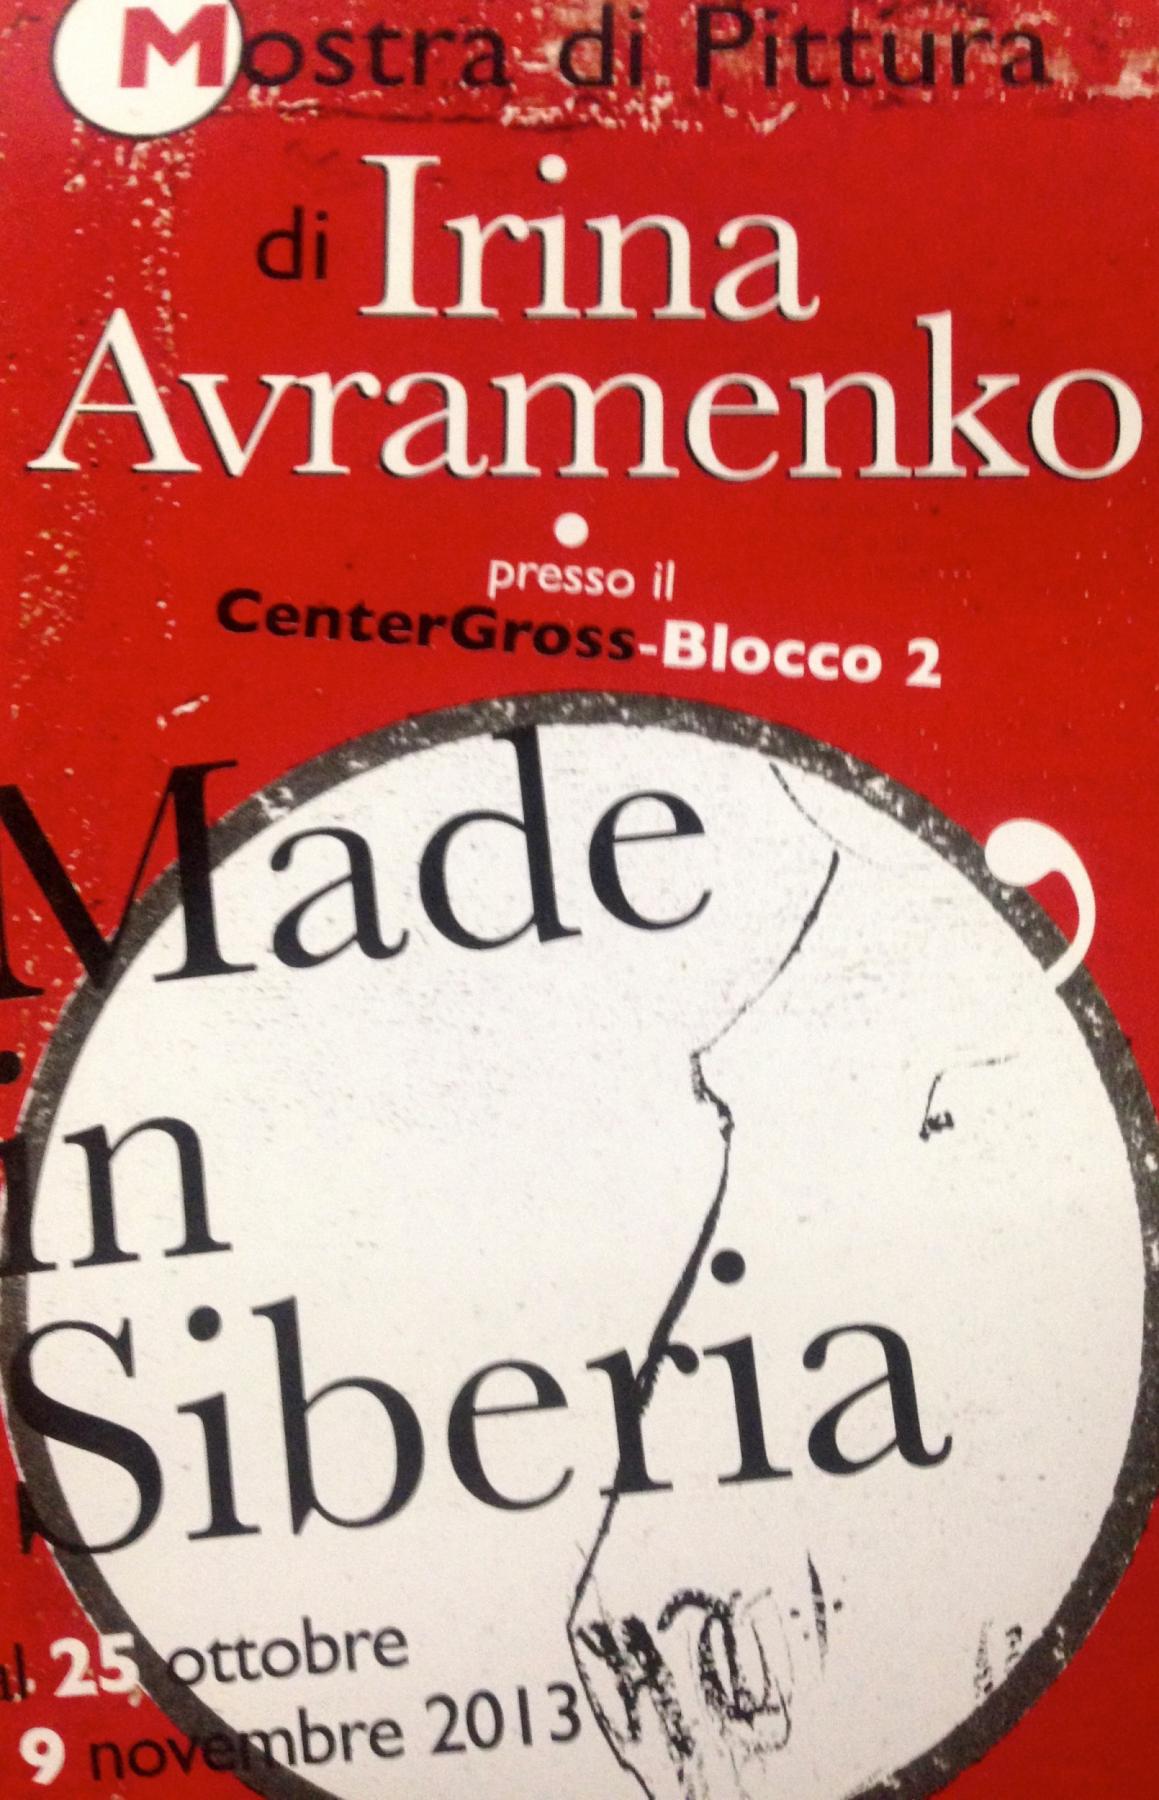 Mostra di Pittura
di Irina
Avramenko
presso il
CenterGross-Blocco 2
Made
in
Siberia
al 25 ottobre
9 novembre 2013